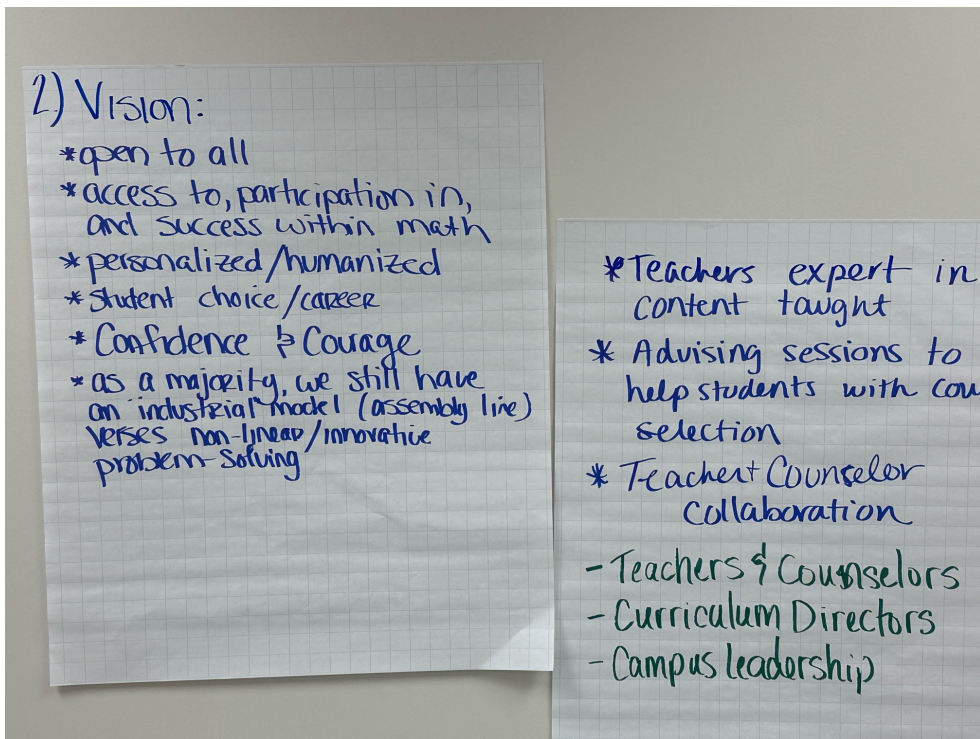 2) Vision:
*open to all
*access to, participation in,
and success within math
*personalized/humanized
*student choice/career
*Confidence & Courage
*as a majority, we still have
an "industrial" model (assembly line)
verses non-linear/innovative
problem-solving
*Teachers expert in
content taught
* Advising sessions to
help students with cou
selection
* Teacher + Counselor
collaboration
- Teachers & Counselors
- Curriculum Directors
- Campus leadership